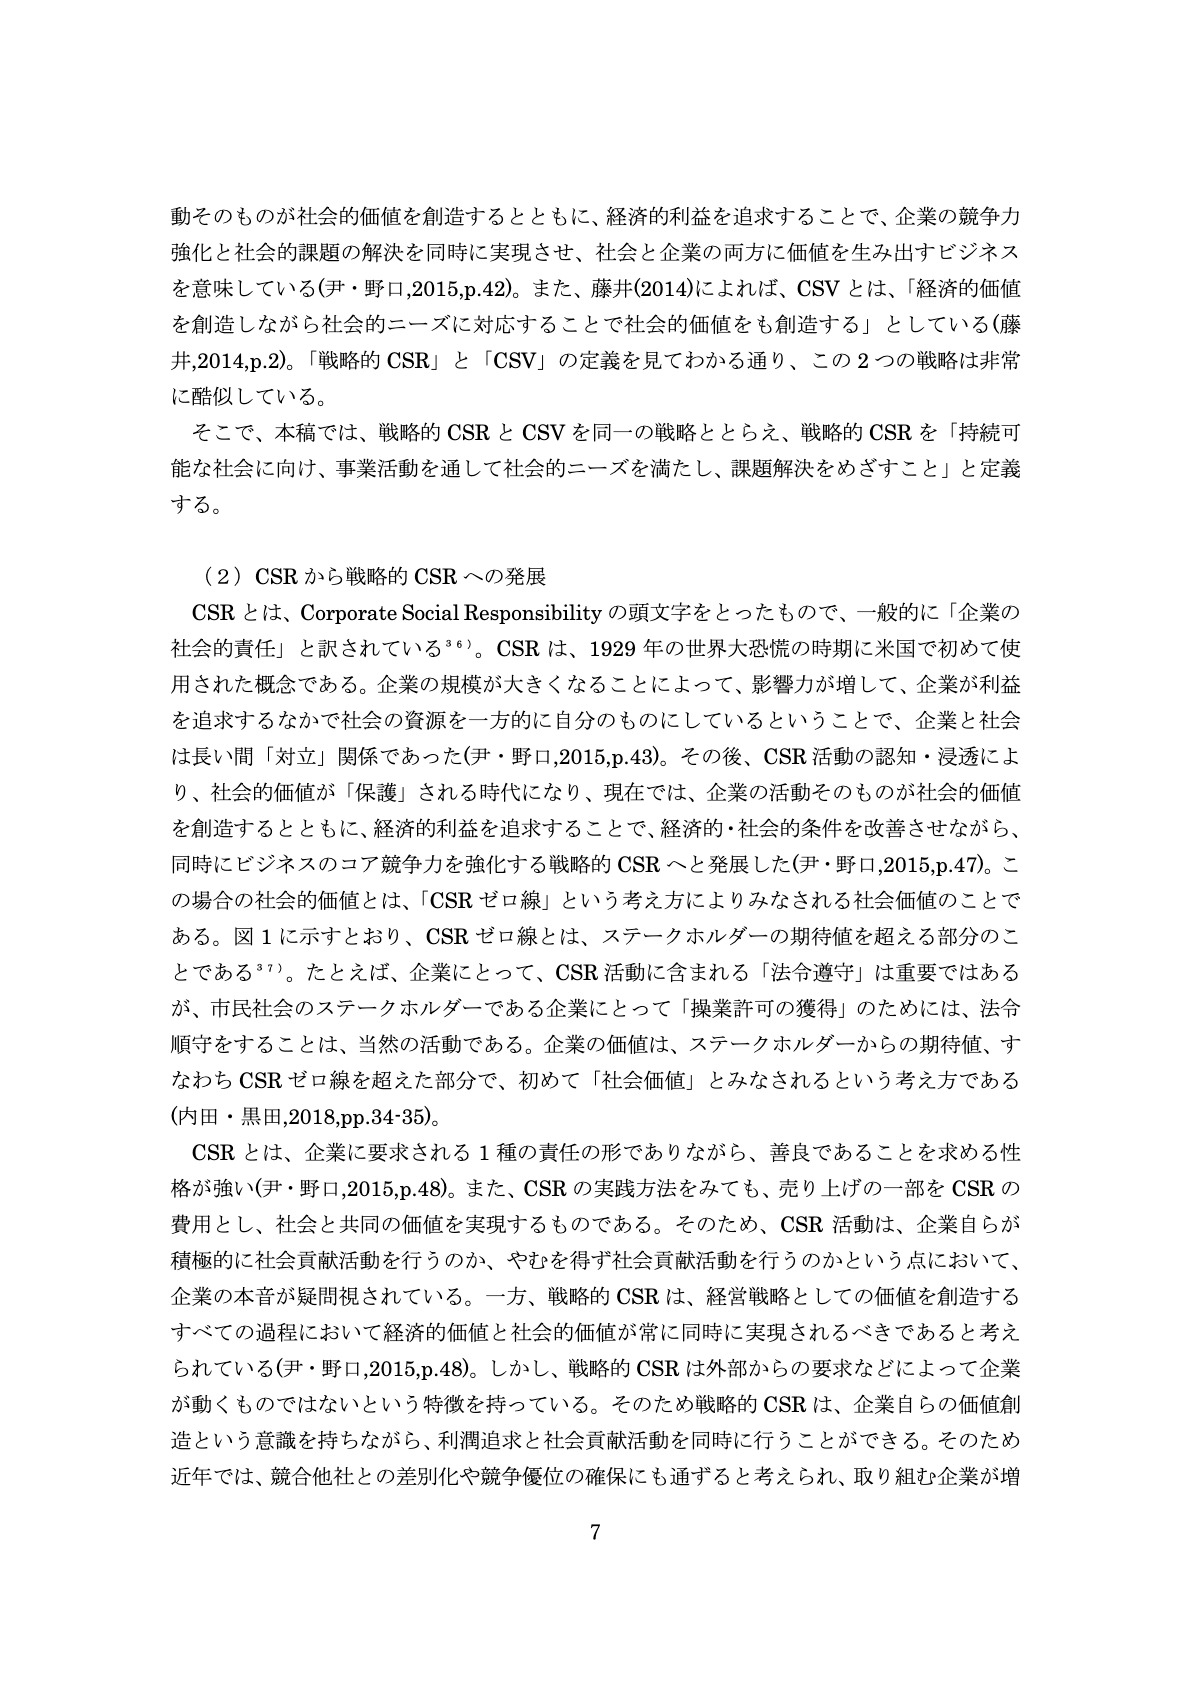 動そのものが社会的価値を創造するとともに、経済的利益を追求することで、企業の競争力
強化と社会的課題の解決を同時に実現させ、社会と企業の両方に価値を生み出すビジネス
を意味している(尹・野口,2015,p.42)。また、藤井(2014)によれば、CSV とは、「経済的価値
を創造しながら社会的ニーズに対応することで社会的価値をも創造する」としている(藤
井,2014,p.2)。「戦略的 CSR」と「CSV」の定義を見てわかる通り、この 2 つの戦略は非常
に酷似している。
そこで、本稿では、戦略的 CSR と CSV を同一の戦略ととらえ、戦略的 CSR を「持続可
能な社会に向け、事業活動を通して社会的ニーズを満たし、課題解決をめざすこと」と定義
する。
（２）CSR から戦略的 CSR への発展
CSR とは、Corporate Social Responsibility の頭文字をとったもので、一般的に「企業の
社会的責任」と訳されている³⁶⁾。CSR は、1929 年の世界大恐慌の時期に米国で初めて使
用された概念である。企業の規模が大きくなることによって、影響力が増して、企業が利益
を追求するなかで社会の資源を一方的に自分のものにしているということで、企業と社会
は長い間「対立」関係であった(尹・野口,2015,p.43)。その後、CSR 活動の認知・浸透によ
り、社会的価値が「保護」される時代になり、現在では、企業の活動そのものが社会的価値
を創造するとともに、経済的利益を追求することで、経済的・社会的条件を改善させながら、
同時にビジネスのコア競争力を強化する戦略的 CSR へと発展した(尹・野口,2015,p.47)。こ
の場合の社会的価値とは、「CSR ゼロ線」という考え方によりみなされる社会価値のことで
ある。図 1 に示すとおり、CSR ゼロ線とは、ステークホルダーの期待値を超える部分のこ
とである³⁷⁾。たとえば、企業にとって、CSR 活動に含まれる「法令遵守」は重要ではある
が、市民社会のステークホルダーである企業にとって「操業許可の獲得」のためには、法令
順守をすることは、当然の活動である。企業の価値は、ステークホルダーからの期待値、す
なわち CSR ゼロ線を超えた部分で、初めて「社会価値」とみなされるという考え方である
(内田・黒田,2018,pp.34-35)。
CSR とは、企業に要求される 1 種の責任の形でありながら、善良であることを求める性
格が強い(尹・野口,2015,p.48)。また、CSR の実践方法をみても、売り上げの一部を CSR の
費用とし、社会と共同の価値を実現するものである。そのため、CSR 活動は、企業自らが
積極的に社会貢献活動を行うのか、やむを得ず社会貢献活動を行うのかという点において、
企業の本音が疑問視されている。一方、戦略的 CSR は、経営戦略としての価値を創造する
すべての過程において経済的価値と社会的価値が常に同時に実現されるべきであると考え
られている(尹・野口,2015,p.48)。しかし、戦略的 CSR は外部からの要求などによって企業
が動くものではないという特徴を持っている。そのため戦略的 CSR は、企業自らの価値創
造という意識を持ちながら、利潤追求と社会貢献活動を同時に行うことができる。そのため
近年では、競合他社との差別化や競争優位の確保にも通ずると考えられ、取り組む企業が増
7